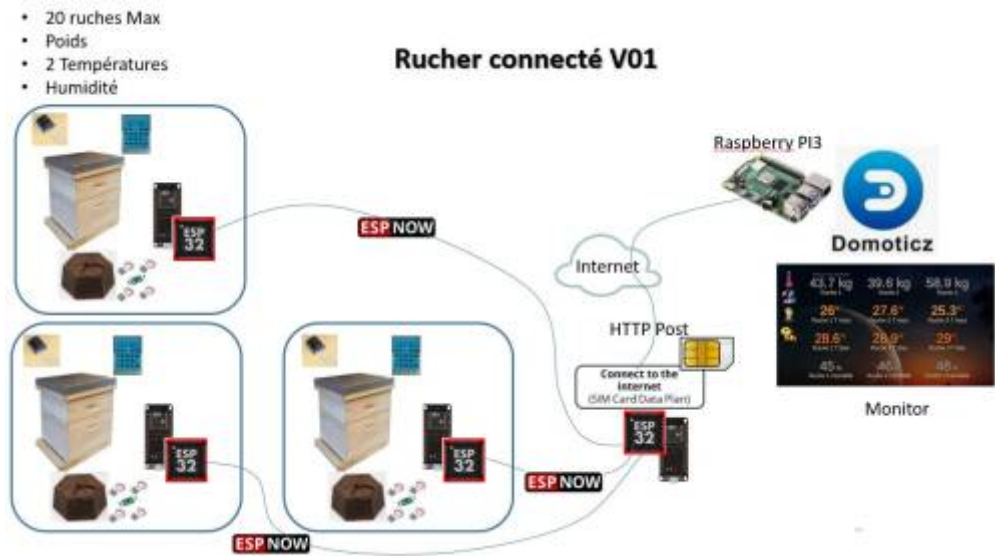 • 20 ruches Max
• Poids
• 2 Températures
• Humidité
Rucher connecté V01
Raspberry PI3
Domoticz
ESP NOW
ESP
32
Internet
43.7 kg 39.6 kg 58.9 kg
26° 27.6° 25.3°
28.6° 28.9° 29°
45 46 46
HTTP Post
Connect to the
internet
(SIM Card Data Plan)
Monitor
ESP
32
ESP
32
ESP
32
ESP NOW
ESP NOW